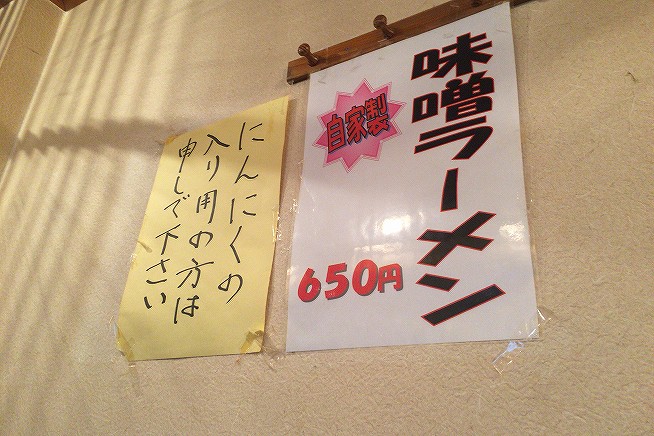 味噌ラーメン
自家製
650円
にんにくの
入り用の方は
申して下さい